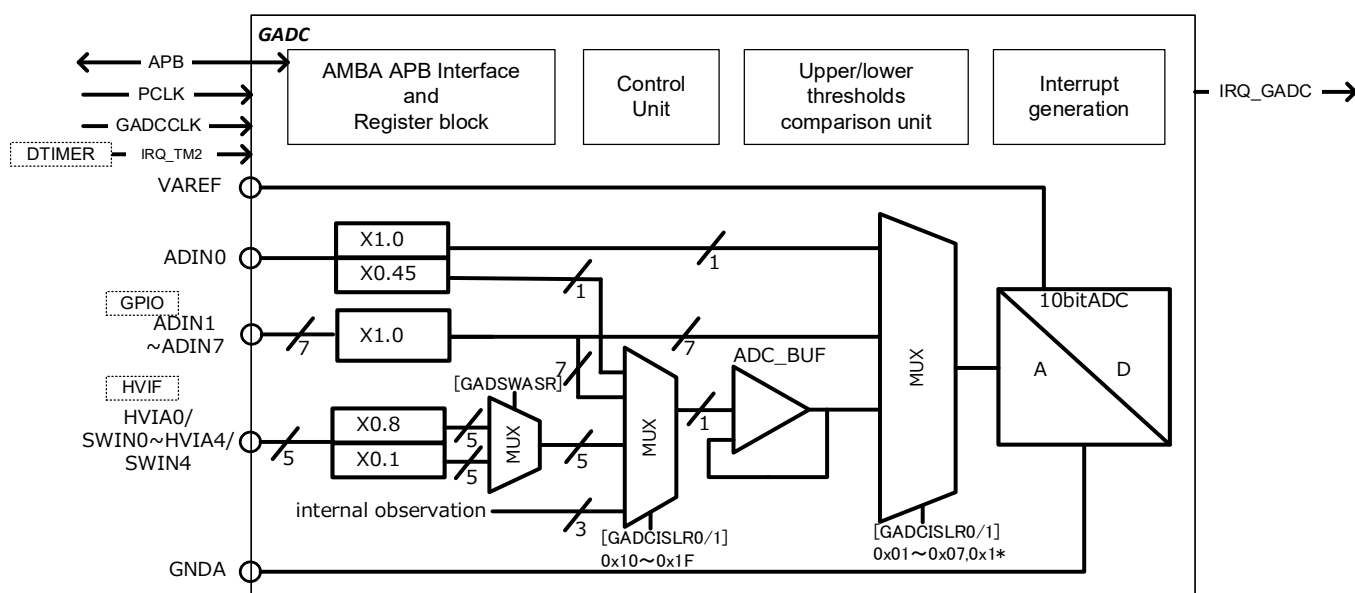 GADC
APB
AMBA APB Interface
and
Register block
Control
Unit
Upper/lower
thresholds
comparison unit
Interrupt
generation
IRQ_GADC
PCLK
GADCCLK
DTIMER
IRQ_TM2
VAREF
ADIN0
X1.0
X0.45
1
1
GPIO
ADIN1
~ADIN7
7
X1.0
7
7
ADC_BUF
MUX
10bitADC
A
D
HVIF
HVIA0/
SWIN0~HVIA4/
SWIN4
5
X0.8
X0.1
5
5
[GADSWASR]
MUX
5
MUX
1
internal observation
3
[GADCISLR0/1]
0x10～0x1F
[GADCISLR0/1]
0x01～0x07,0x1*
GNDA